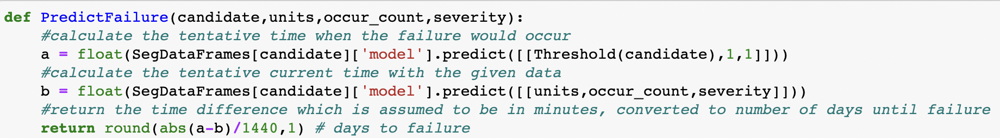 def PredictFailure(candidate,units,occur_count,severity):
    #calculate the tentative time when the failure would occur
    a = float(SegDataFrames[candidate]['model'].predict([[Threshold(candidate),1,1]]))
    #calculate the tentative current time with the given data
    b = float(SegDataFrames[candidate]['model'].predict([[units,occur_count,severity]]))
    #return the time difference which is assumed to be in minutes, converted to number of days until failure
    return round(abs(a-b)/1440,1) # days to failure